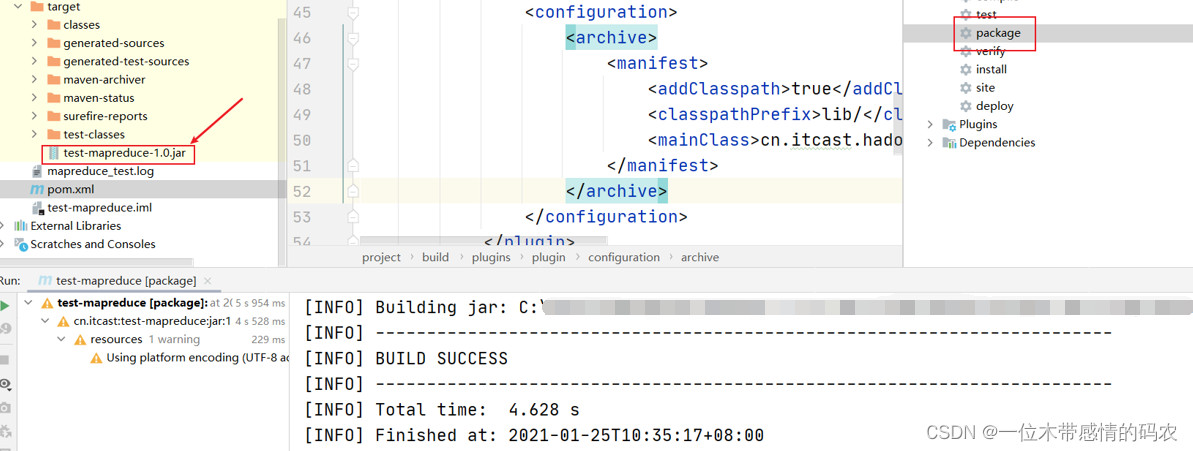 target
classes
generated-sources
generated-test-sources
maven-archiver
maven-status
surefire-reports
test-classes
test-mapreduce-1.0.jar
mapreduce_test.log
pom.xml
test-mapreduce.iml
External Libraries
Scratches and Consoles
45 <configuration>
46 <archive>
47 <manifest>
48 <addClasspath>true</addCl
49 <classpathPrefix>lib/</cl
50 <mainClass>cn.itcast.hado
51 </manifest>
52 </archive>
53 </configuration>
54 </plugin>
project › build › plugins › plugin › configuration › archive
test
package
verify
install
site
deploy
Plugins
Dependencies
Run: test-mapreduce [package] ×
test-mapreduce [package]: at 20 5 s 954 ms
cn.itcast:test-mapreduce:jar:1 4 s 528 ms
resources 1 warning 229 ms
Using platform encoding (UTF-8 ac
[INFO] Building jar: C:\
[INFO] ------------------------------------------------------------------------
[INFO] BUILD SUCCESS
[INFO] ------------------------------------------------------------------------
[INFO] Total time:  4.628 s
[INFO] Finished at: 2021-01-25T10:35:17+08:00
CSDN @一位木带感情的码农